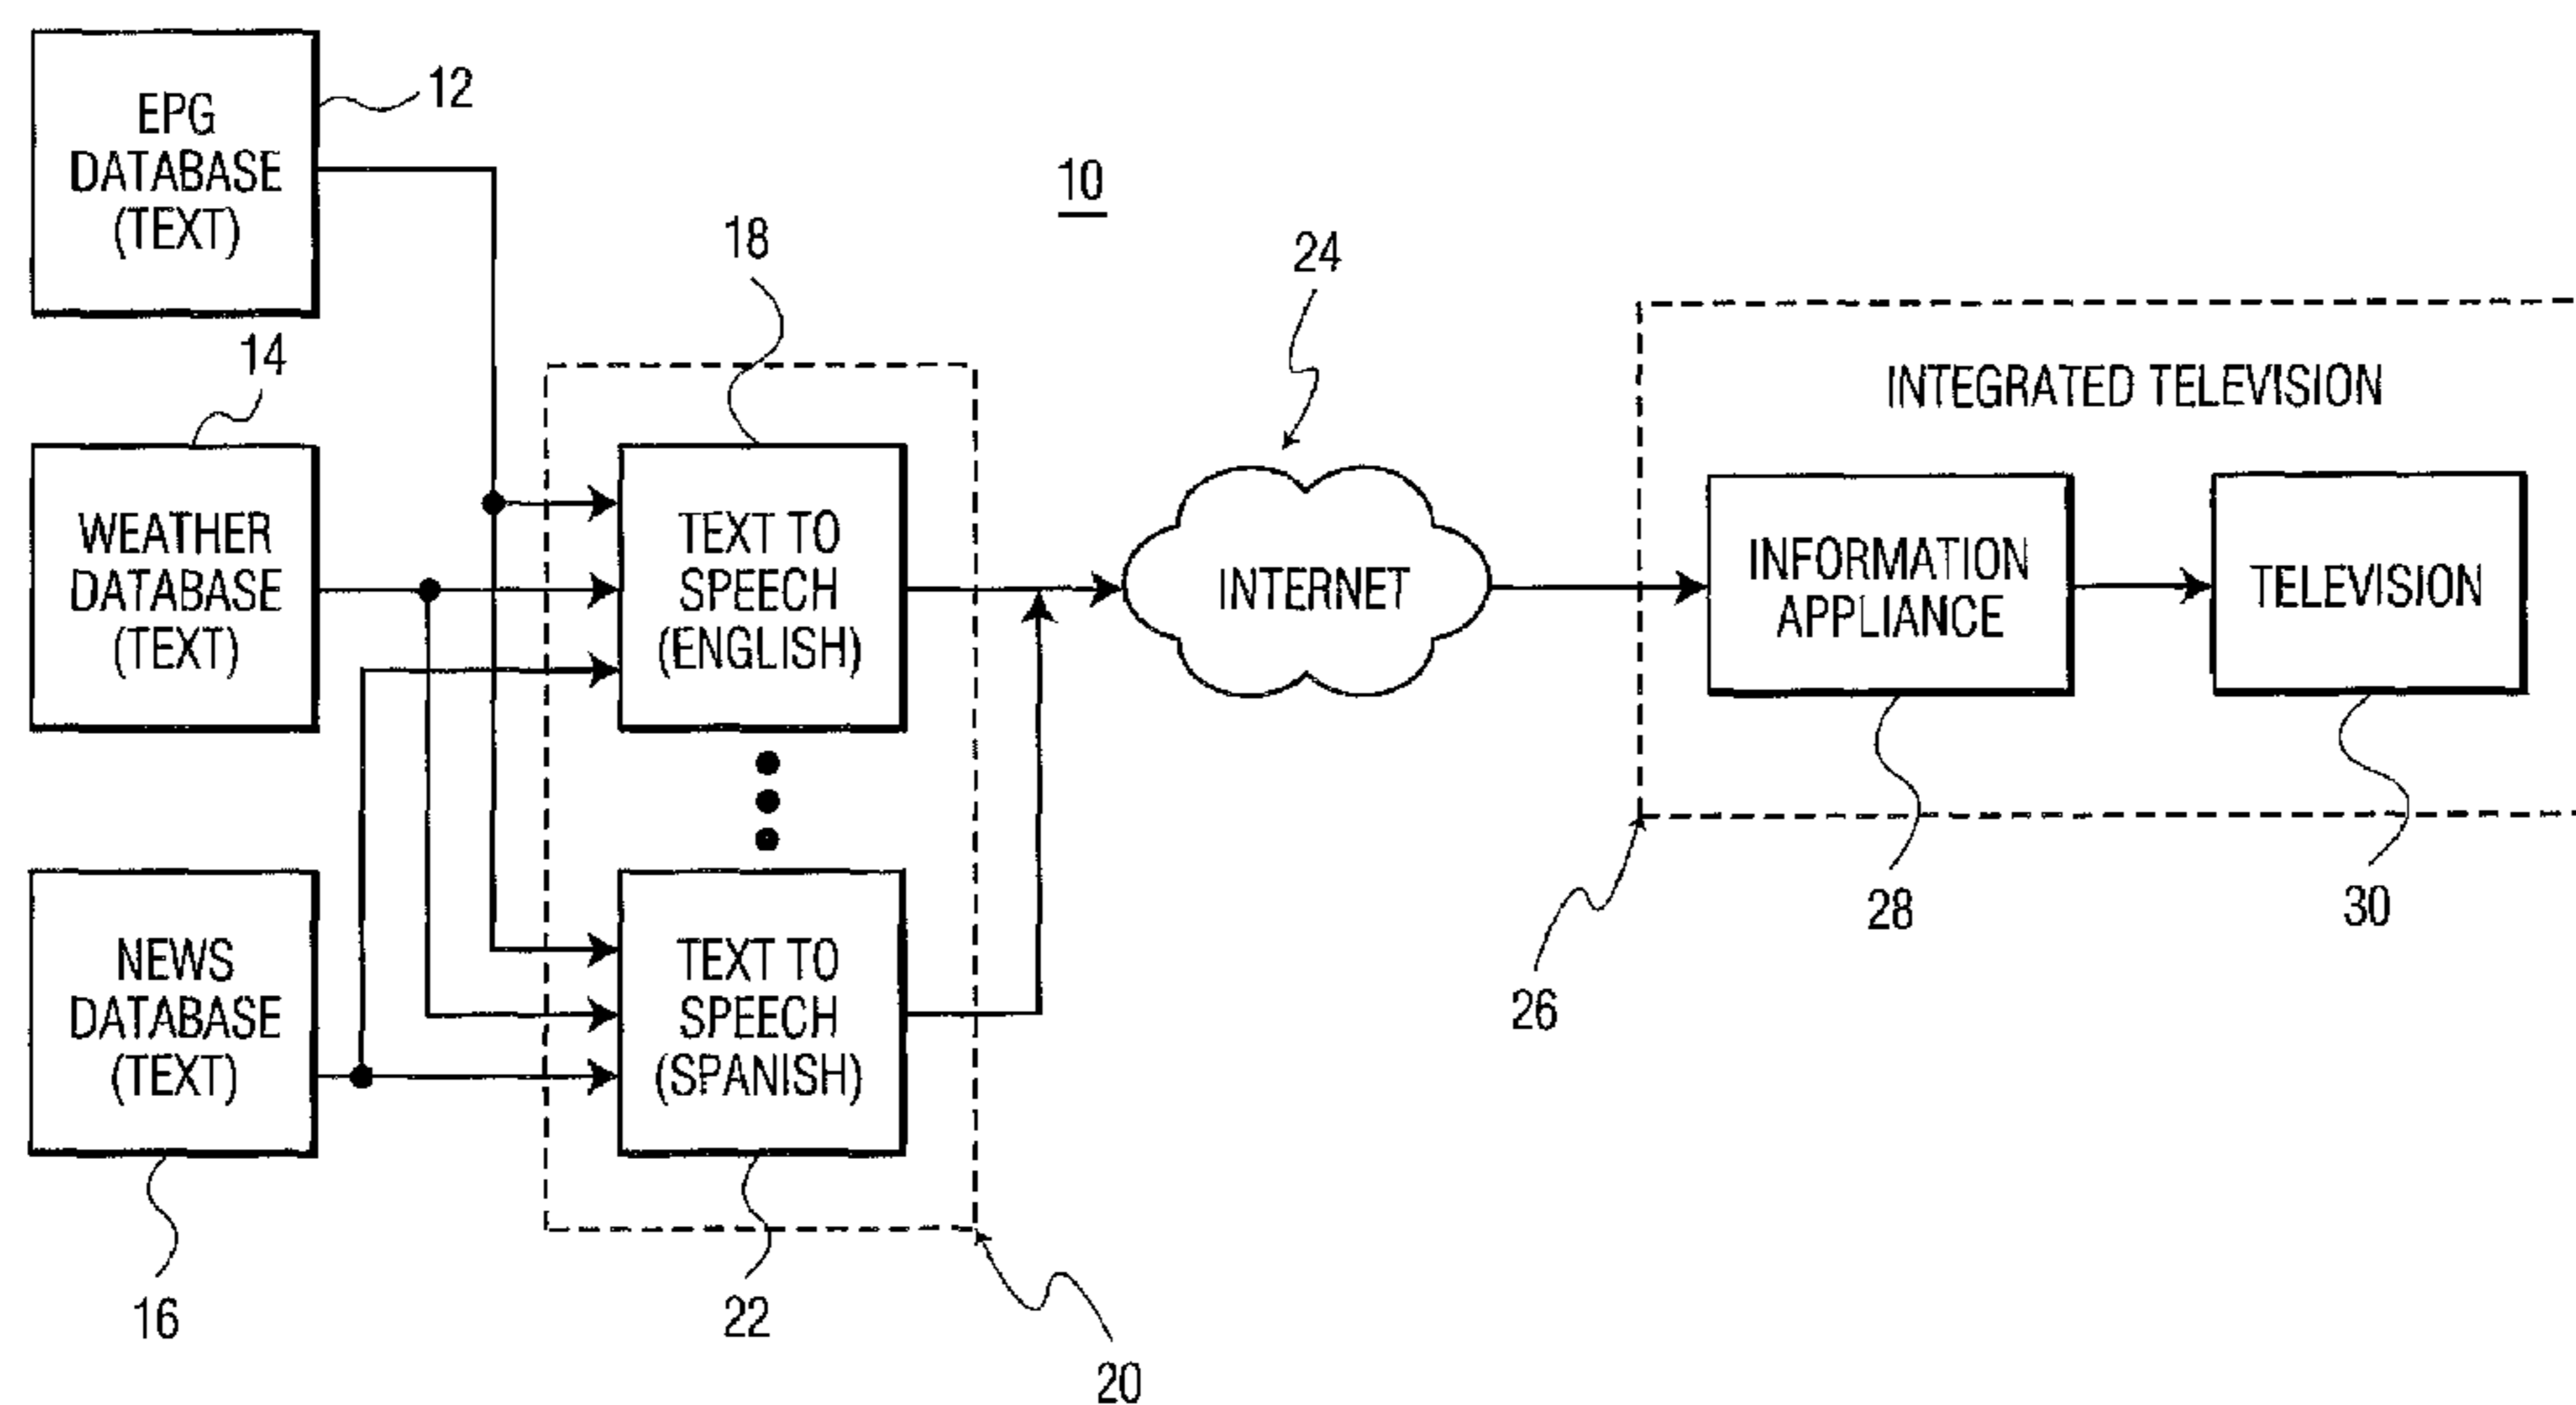 EPG
DATABASE
(TEXT)
12
10
18
24
14
INTEGRATED TELEVISION
WEATHER
DATABASE
(TEXT)
TEXT TO
SPEECH
(ENGLISH)
INTERNET
INFORMATION
APPLIANCE
TELEVISION
28
30
26
NEWS
DATABASE
(TEXT)
TEXT TO
SPEECH
(SPANISH)
16
22
20